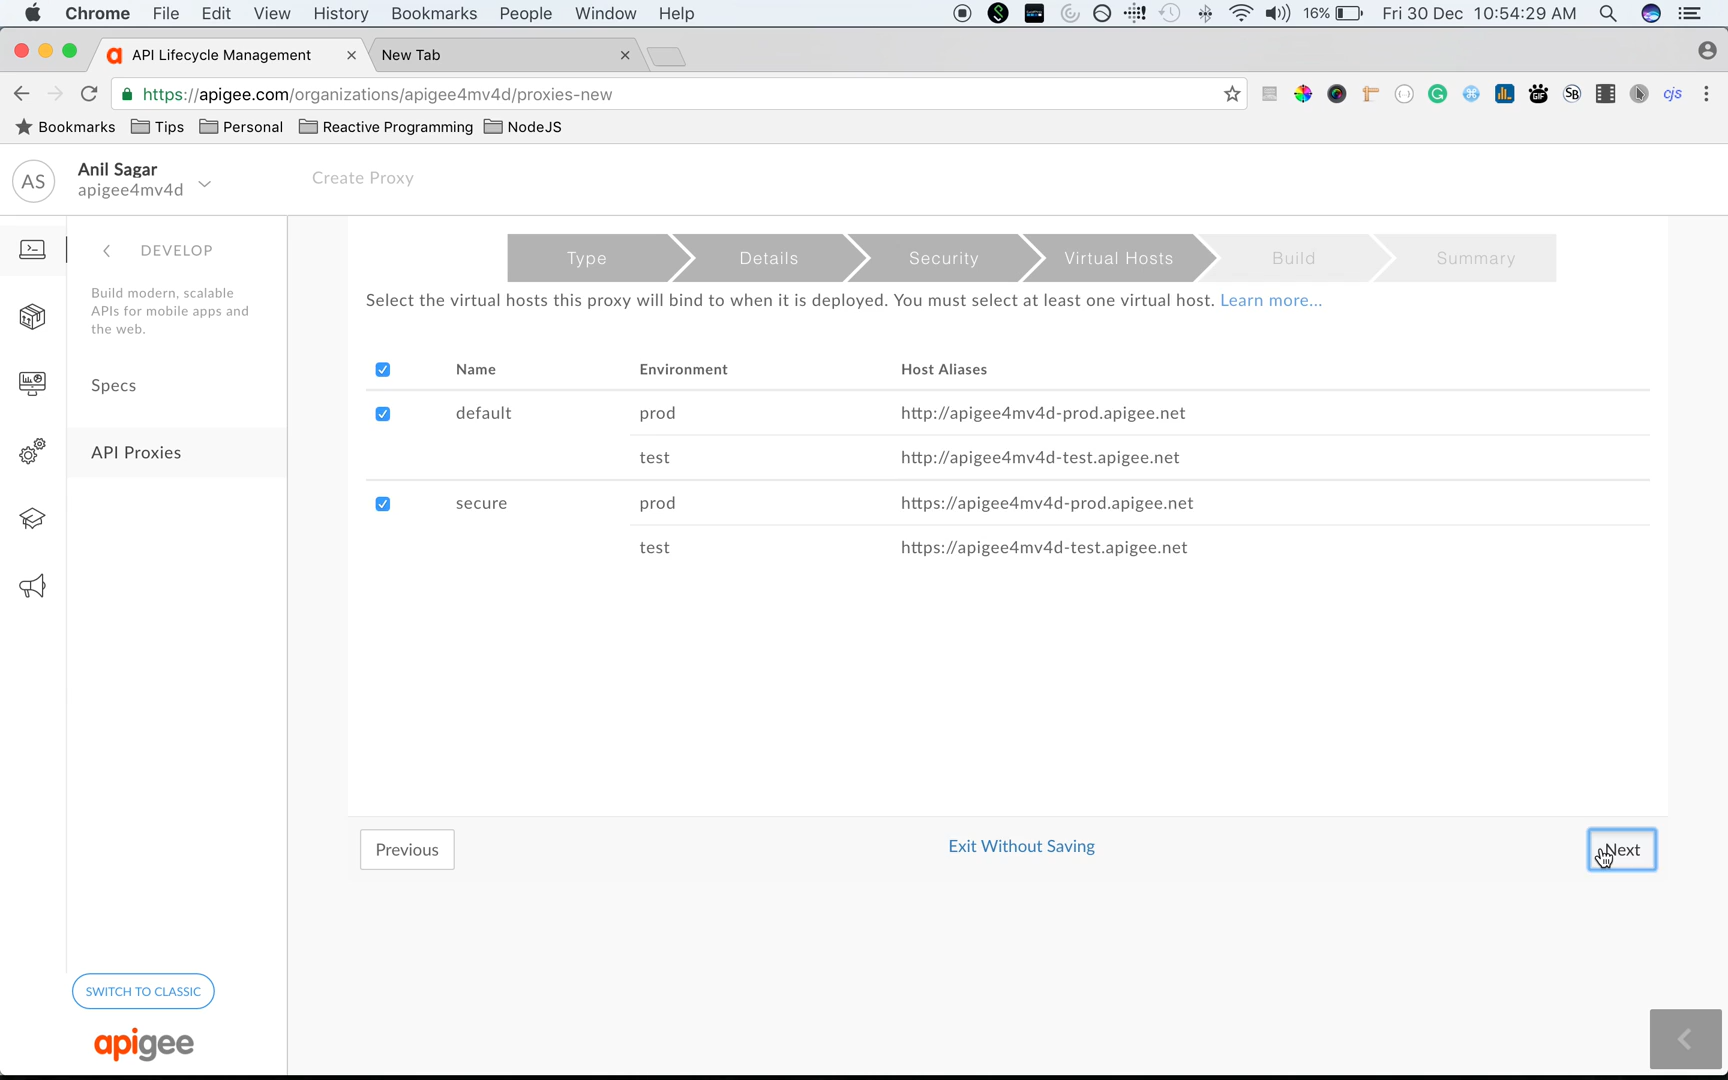 Chrome File Edit View History Bookmarks People Window Help 16% Fri 30 Dec 10:54:29 AM
API Lifecycle Management New Tab
https://apigee.com/organizations/apigee4mv4d/proxies-new
Bookmarks Tips Personal Reactive Programming NodeJS
AS Anil Sagar
apigee4mv4d
Create Proxy
DEVELOP
Build modern, scalable
APIs for mobile apps and
the web.
Specs
API Proxies
SWITCH TO CLASSIC
apigee
Type Details Security Virtual Hosts Build Summary
Select the virtual hosts this proxy will bind to when it is deployed. You must select at least one virtual host. Learn more...
Name Environment Host Aliases
default prod http://apigee4mv4d-prod.apigee.net
test http://apigee4mv4d-test.apigee.net
secure prod https://apigee4mv4d-prod.apigee.net
test https://apigee4mv4d-test.apigee.net
Previous Exit Without Saving Next